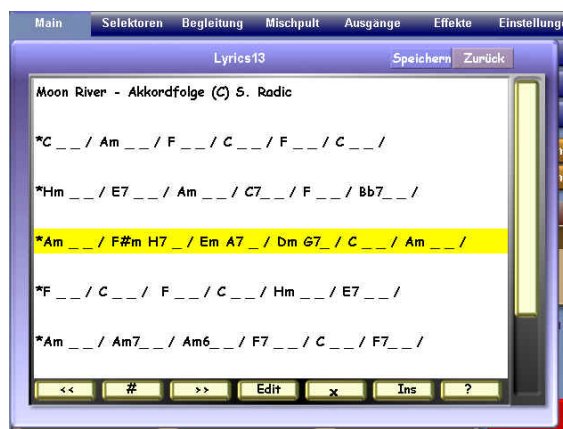 Main Selektoren Begleitung Mischpult Ausgänge Effekte Einstellung
Lyrics13 Speichern Zurück
Moon River - Akkordfolge (C) S. Radic
*C _ _ / Am _ _ / F _ _ / C _ _ / F _ _ / C _ _ /
*Hm _ _ / E7 _ _ / Am _ _ / C7_ _ / F _ _ / Bb7_ _ /
*Am _ _ / F#m H7 _ / Em A7 _ / Dm G7_ / C _ _ / Am _ _ /
*F _ _ / C _ _ / F _ _ / C _ _ / Hm _ _ / E7 _ _ /
*Am _ _ / Am7_ _ / Am6_ _ / F7 _ _ / C _ _ / F7_ _ /
<< # >> Edit x Ins ?